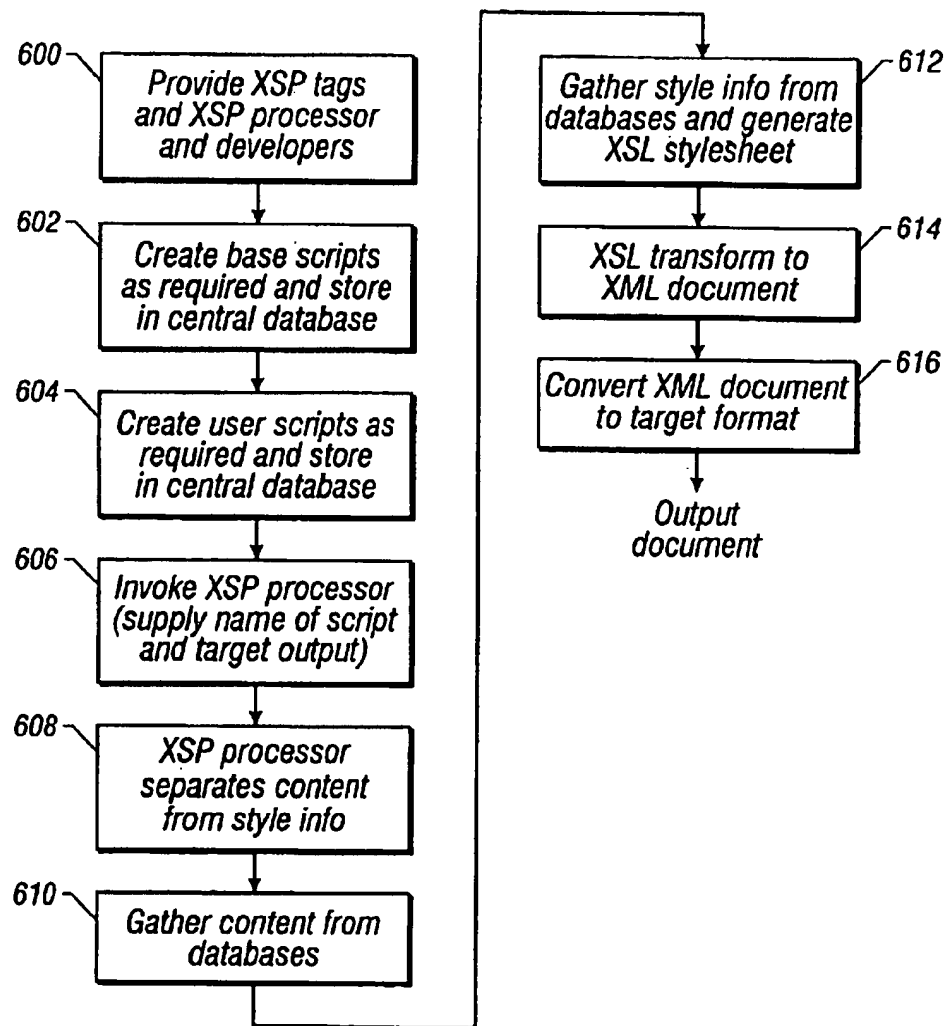 600
Provide XSP tags
and XSP processor
and developers
602
Create base scripts
as required and store
in central database
604
Create user scripts as
required and store
in central database
606
Invoke XSP processor
(supply name of script
and target output)
608
XSP processor
separates content
from style info
610
Gather content from
databases
612
Gather style info from
databases and generate
XSL stylesheet
614
XSL transform to
XML document
616
Convert XML document
to target format
Output
document